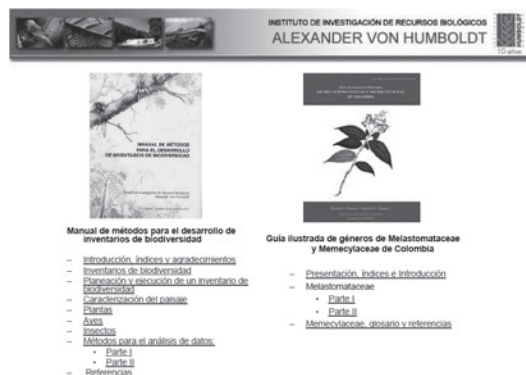 INSTITUTO DE INVESTIGACIÓN DE RECURSOS BIOLÓGICOS
ALEXANDER VON HUMBOLDT
10 años
MANUAL DE MÉTODOS
PARA EL DESARROLLO
DE INVENTARIOS DE BIODIVERSIDAD
Manual de métodos para el desarrollo de
inventarios de biodiversidad
– Introducción, índices y agradecimientos
– Inventarios de biodiversidad
– Planeación y ejecución de un inventario de
biodiversidad
– Caracterización del paisaje
– Plantas
– Aves
– Insectos
– Métodos para el análisis de datos:
• Parte I
• Parte II
– Referencias
DE COLOMBIA
Guía ilustrada de géneros de Melastomataceae
y Memecylaceae de Colombia
– Presentación, índices e Introducción
– Melastomataceae
• Parte I
• Parte II
– Memecylaceae, glosario y referencias